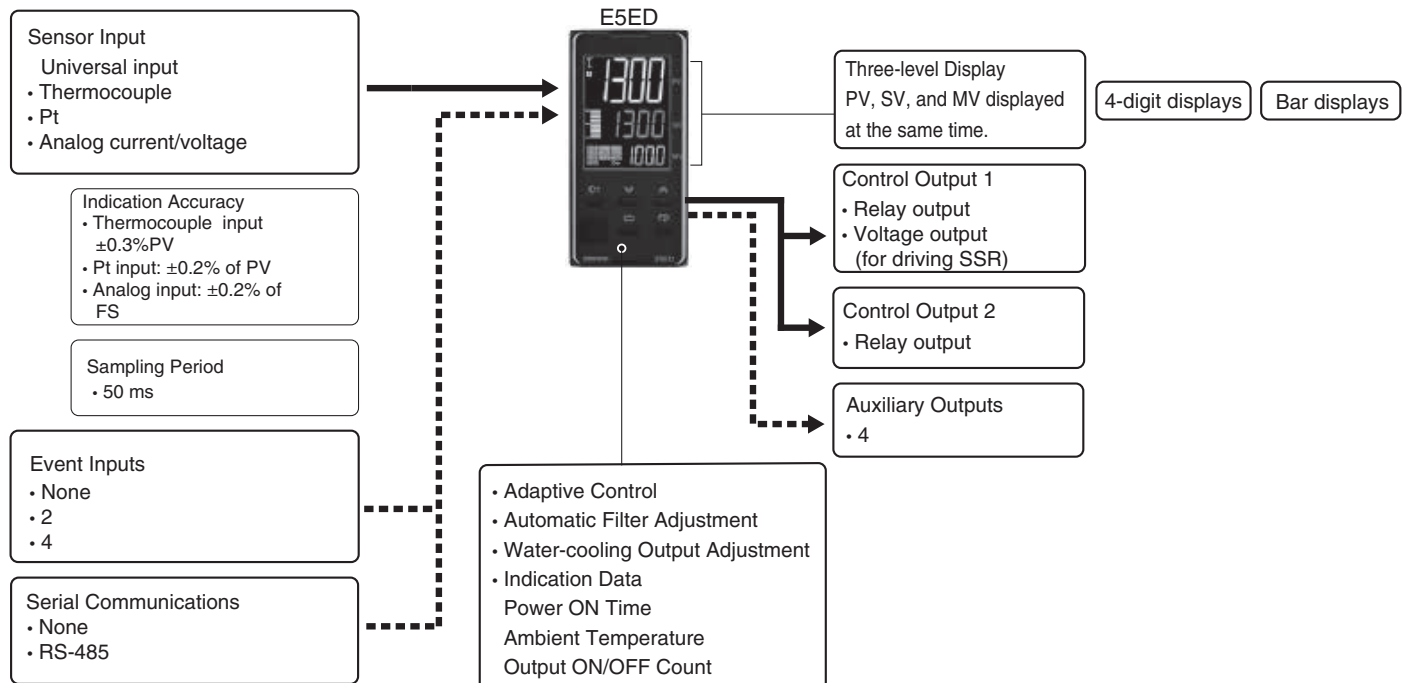 E5ED
Sensor Input
Universal input
• Thermocouple
• Pt
• Analog current/voltage
Indication Accuracy
• Thermocouple input
±0.3%PV
• Pt input: ±0.2% of PV
• Analog input: ±0.2% of
FS
Sampling Period
• 50 ms
Event Inputs
• None
• 2
• 4
Serial Communications
• None
• RS-485
1300
1300
100.0
Three-level Display
PV, SV, and MV displayed
at the same time.
4-digit displays
Bar displays
Control Output 1
• Relay output
• Voltage output
(for driving SSR)
Control Output 2
• Relay output
Auxiliary Outputs
• 4
• Adaptive Control
• Automatic Filter Adjustment
• Water-cooling Output Adjustment
• Indication Data
Power ON Time
Ambient Temperature
Output ON/OFF Count